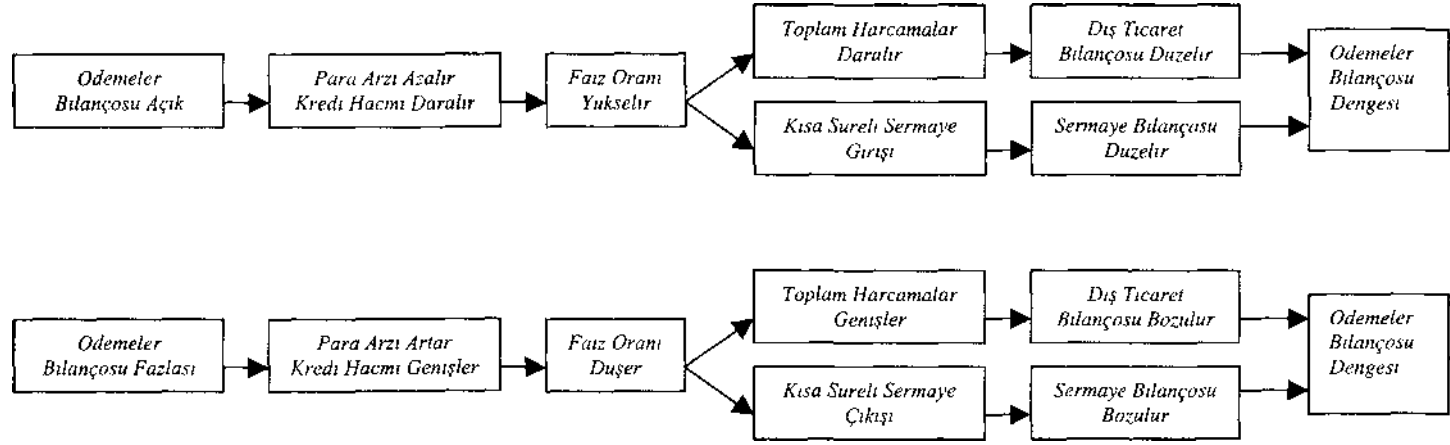 Odemeler
Bılançosu Açık
Para Arzı Azalır
Kredı Hacmı Daralır
Faız Oranı
Yukselır
Toplam Harcamalar
Daralır
Kısa Surelı Sermaye
Gırışı
Dış Tıcaret
Bılançosu Duzelır
Sermaye Bılançosu
Duzelır
Odemeler
Bılançosu
Dengesı
Odemeler
Bılançosu Fazlası
Para Arzı Artar
Kredı Hacmı Genışler
Faız Oranı
Duşer
Toplam Harcamalar
Genışler
Kısa Surelı Sermaye
Çıkışı
Dış Tıcaret
Bılançosu Bozulur
Sermaye Bılançosu
Bozulur
Odemeler
Bılançosu
Dengesı